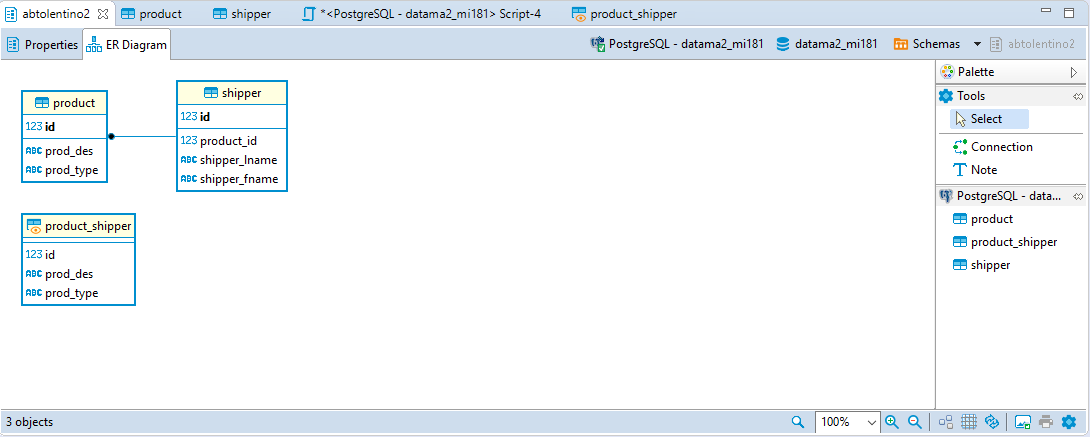 abtolentino2
product
shipper
*<PostgreSQL - datama2_mi181> Script-4
product_shipper
Properties
ER Diagram
PostgreSQL - datama2_mi181
datama2_mi181
Schemas
abtolentino2
product
123 id
ABC prod_des
ABC prod_type
shipper
123 id
123 product_id
ABC shipper_lname
ABC shipper_fname
product_shipper
123 id
ABC prod_des
ABC prod_type
Palette
Tools
Select
Connection
Note
PostgreSQL - data...
product
product_shipper
shipper
3 objects
100%